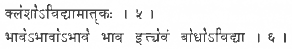 क्लेशोऽविद्यामातृकः । ५ ।
भावेऽभावोऽभावे भाव इत्येवं बोधोऽविद्या । ६ ।